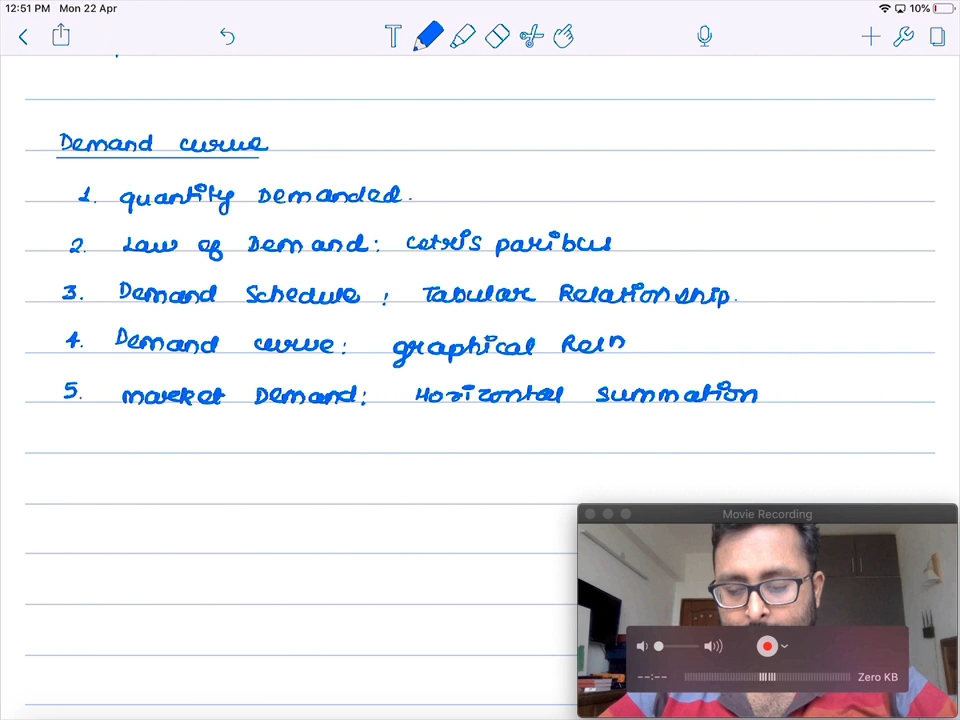 12:51 PM Mon 22 Apr
10%
T
Demand curve
1. quantity Demanded.
2. Law of Demand: Cetris paribus
3. Demand Schedule : Tabular Relationship.
4. Demand curve: graphical Reln
5. market Demand: Horizontal summation
Movie Recording
--:-- Zero KB